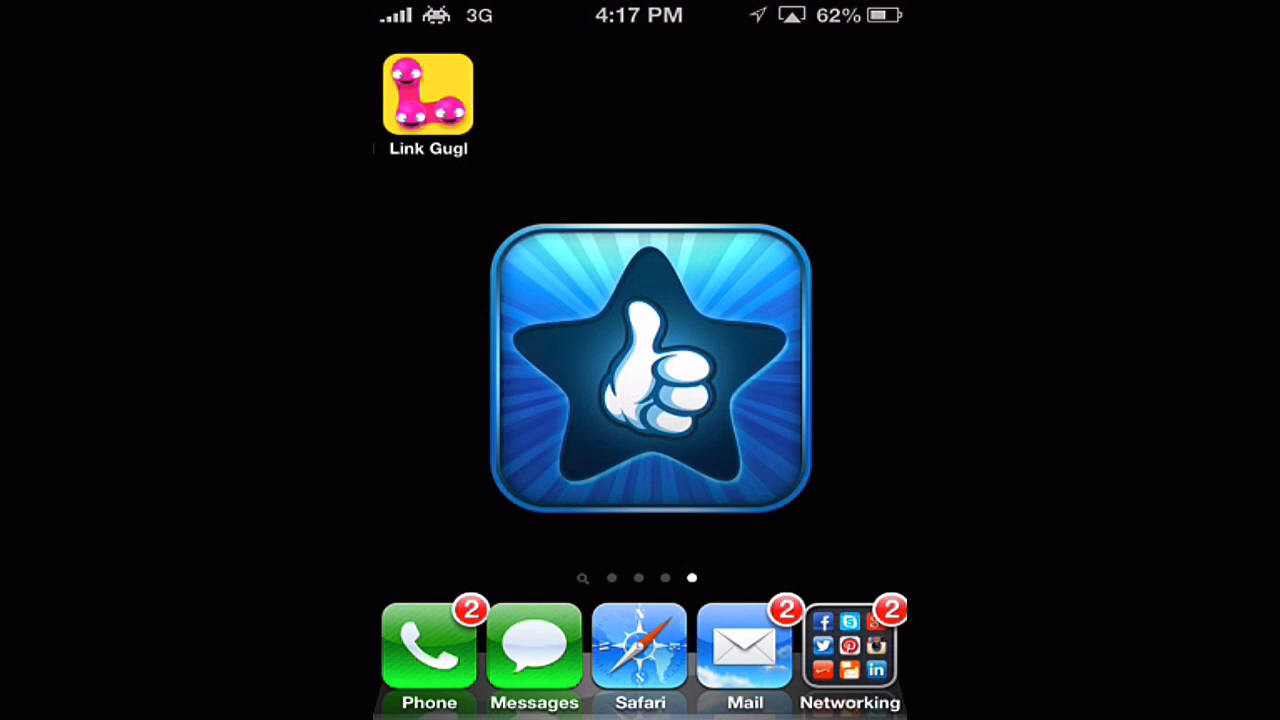 3G 4:17 PM 62%
Link Gugl
2 2 2
Phone Messages Safari Mail Networking